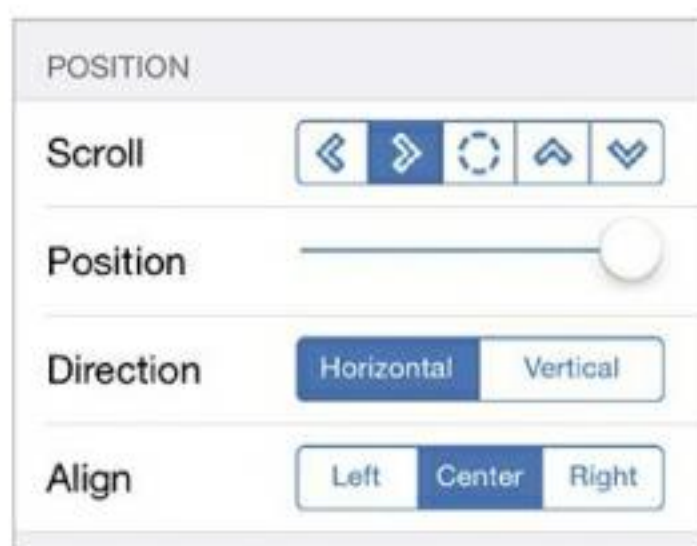 POSITION
Scroll
Position
Direction Horizontal Vertical
Align Left Center Right